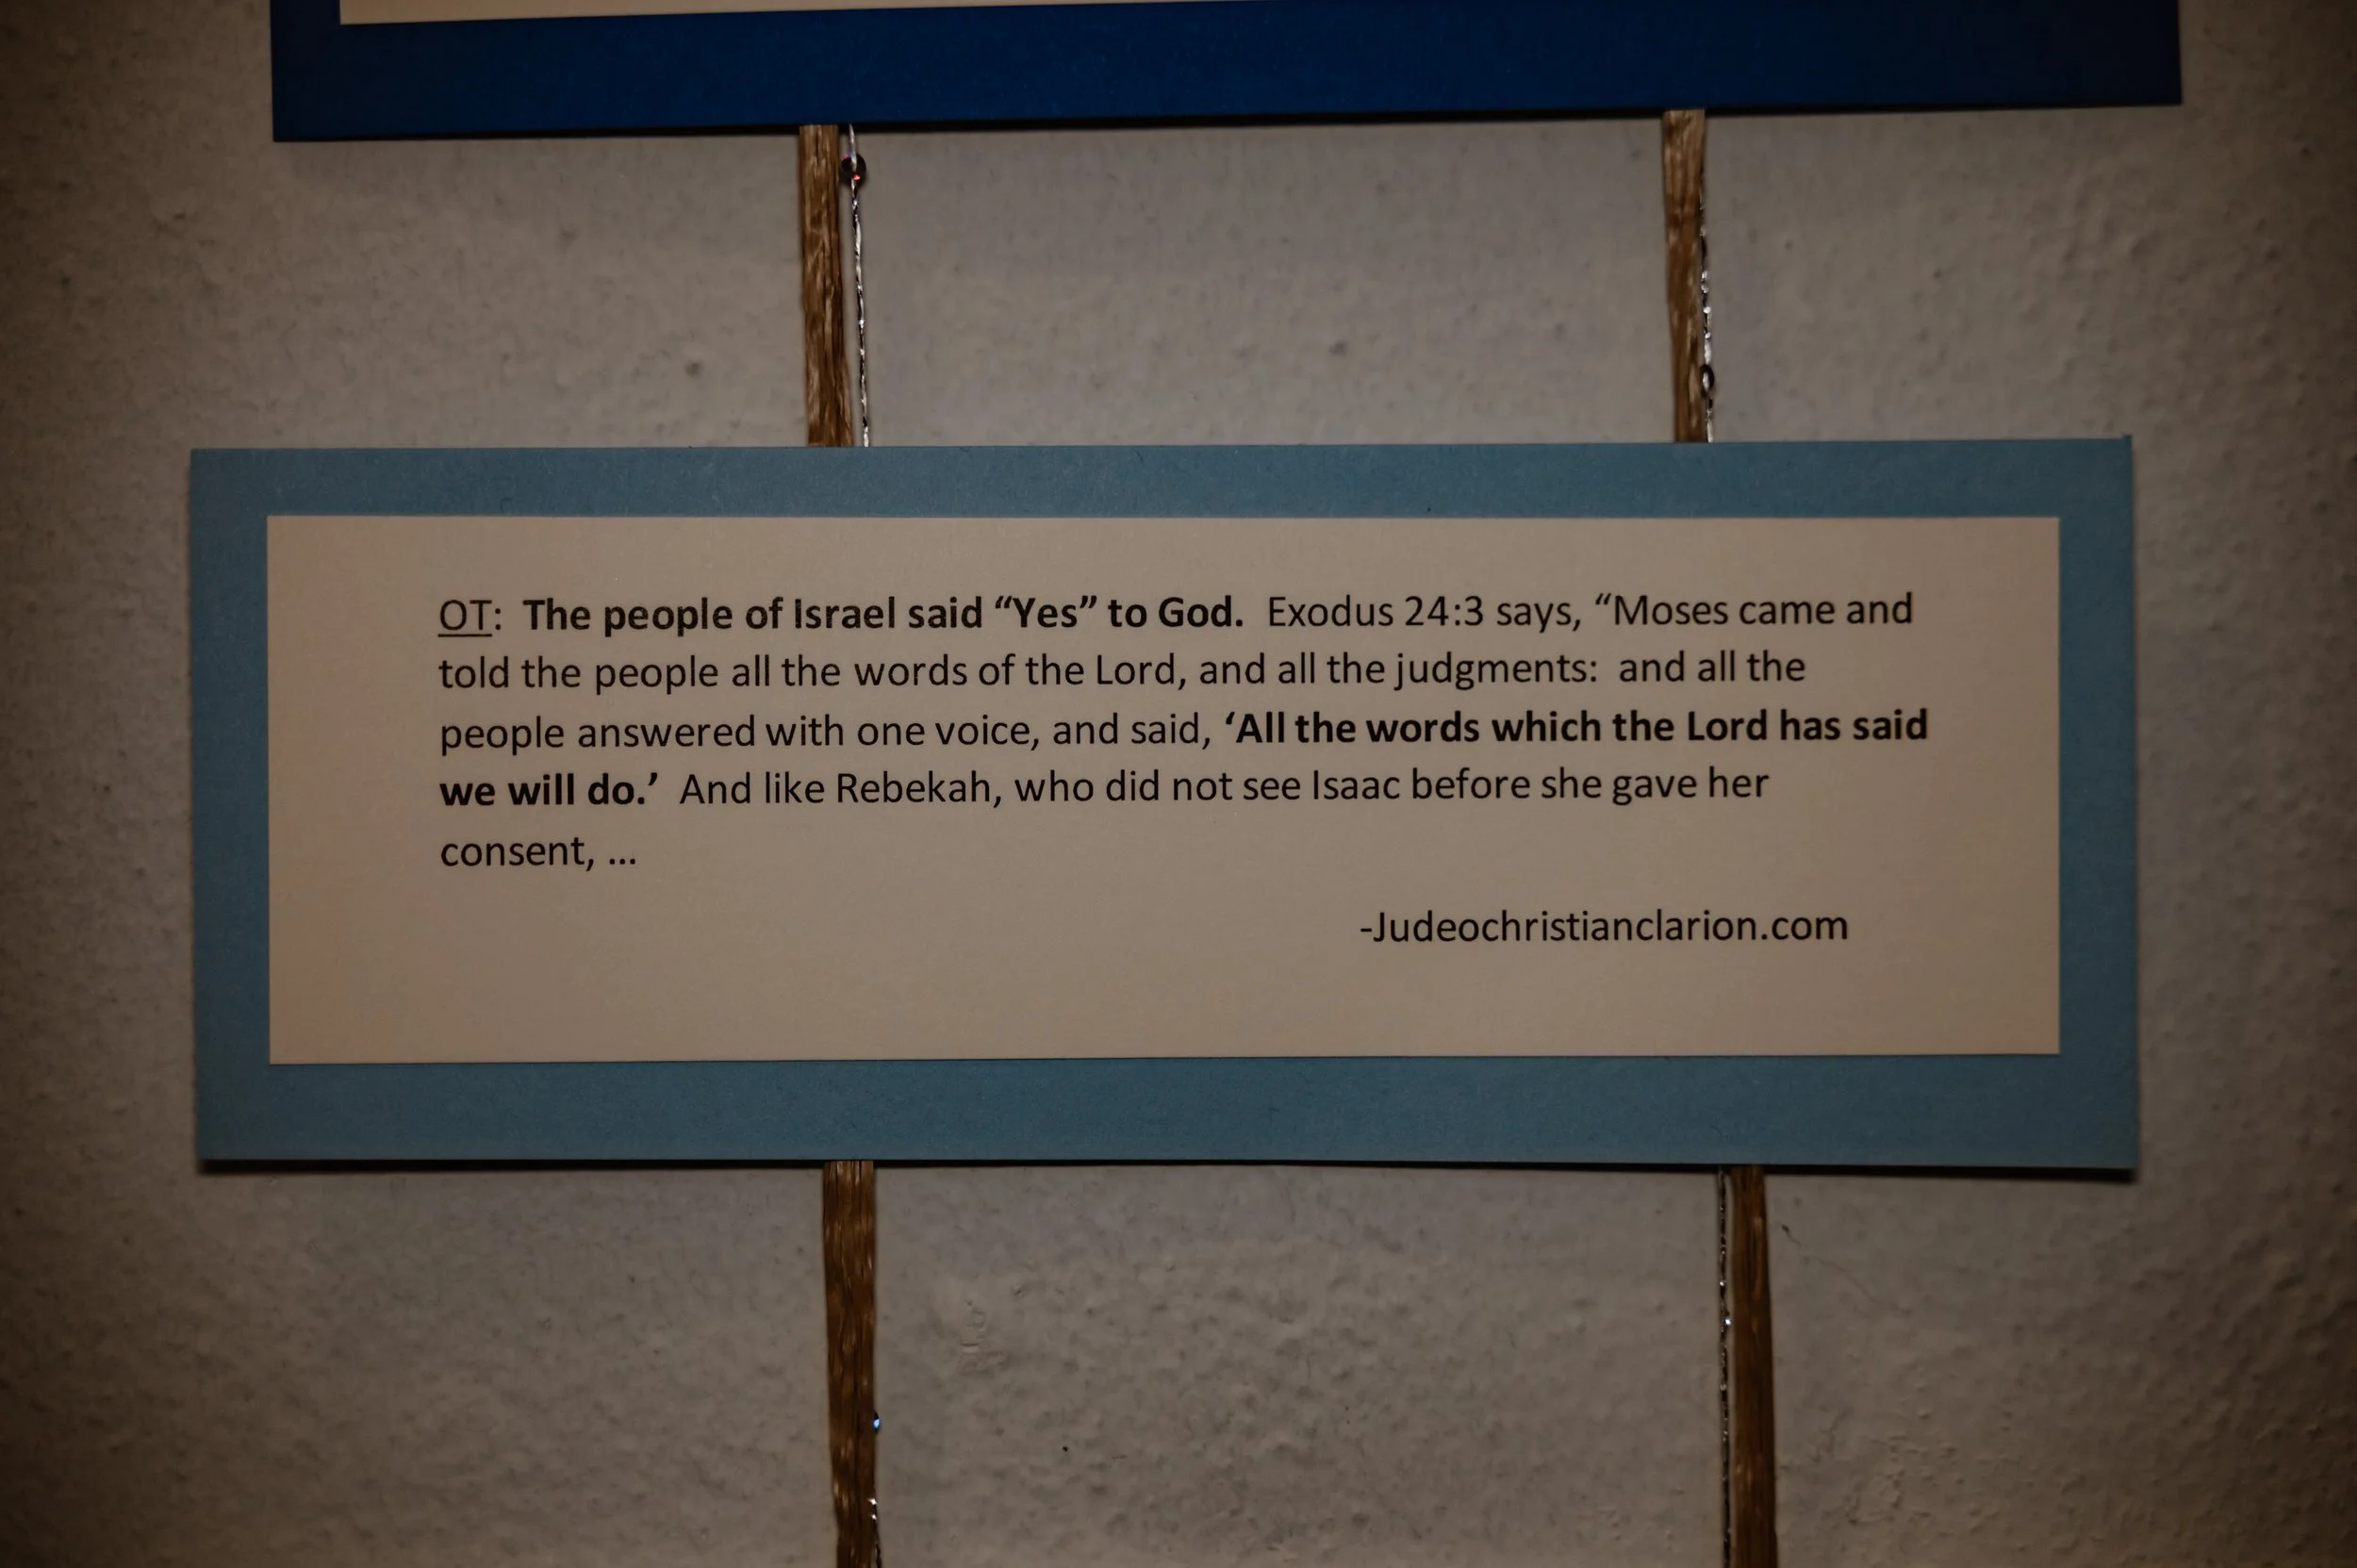 OT:  The people of Israel said “Yes” to God.  Exodus 24:3 says, “Moses came and
told the people all the words of the Lord, and all the judgments:  and all the
people answered with one voice, and said, ‘All the words which the Lord has said
we will do.’  And like Rebekah, who did not see Isaac before she gave her
consent, ...
-Judeochristianclarion.com